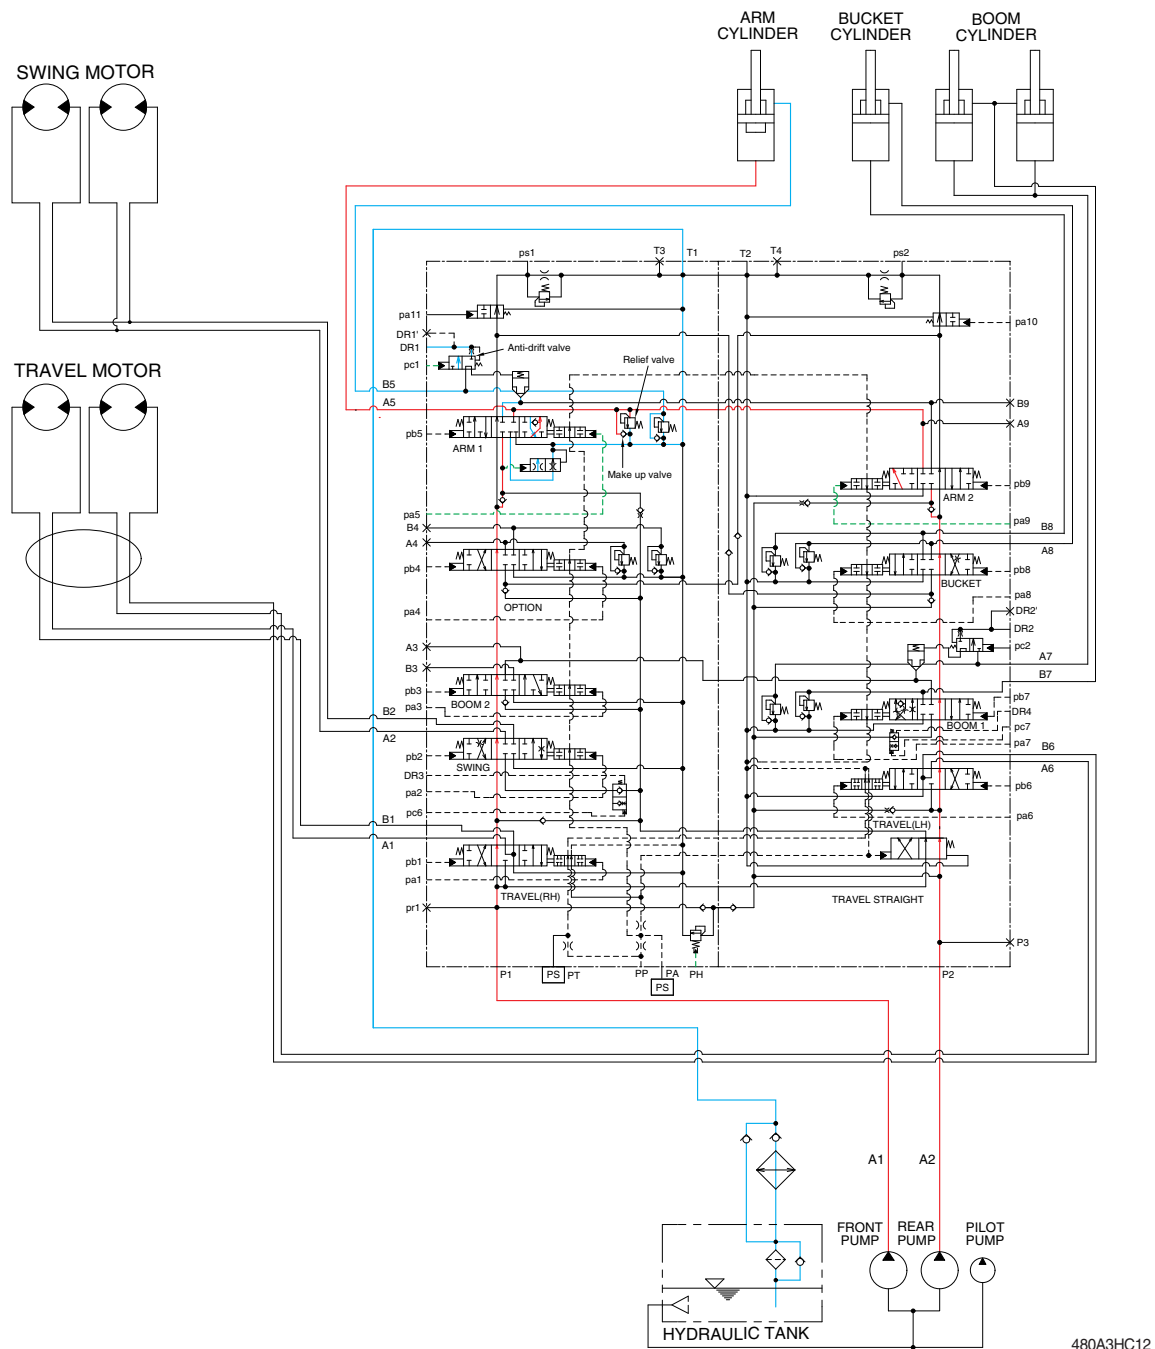 ARM
CYLINDER
BUCKET
CYLINDER
BOOM
CYLINDER
SWING MOTOR
TRAVEL MOTOR
ps1
T3
T1
T2
T4
ps2
pa11
DR1'
DR1
Anti-drift valve
pc1
Relief valve
pa10
B5
A5
B9
A9
pb5
ARM 1
Make up valve
pb9
ARM 2
pa5
B4
A4
pa9
B8
A8
pb4
OPTION
pb8
BUCKET
pa4
pa8
DR2'
DR2
pc2
A3
B3
A7
B7
pb3
BOOM 2
pa3
pb7
DR4
BOOM 1
pc7
pa7
B2
A2
B6
pb2
SWING
A6
DR3
pa2
pc6
pb6
pa6
B1
A1
TRAVEL(LH)
pb1
pa1
TRAVEL(RH)
TRAVEL STRAIGHT
pr1
P3
P1
PS
PT
PP
PA
PH
PS
P2
A1
A2
FRONT
PUMP
REAR
PUMP
PILOT
PUMP
HYDRAULIC TANK
480A3HC12